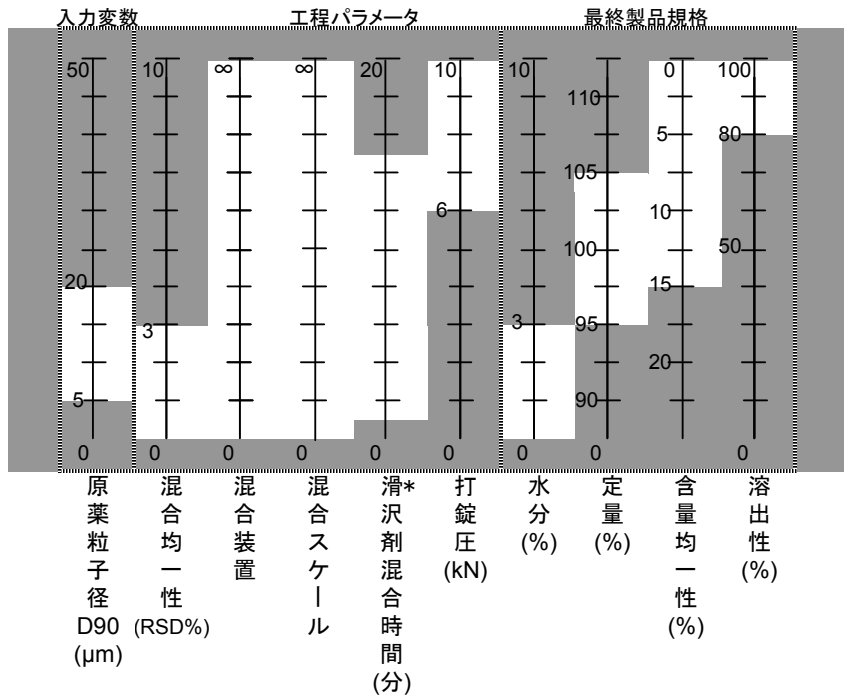 入力変数 工程パラメータ 最終製品規格
50 10 ∞ ∞ 20 10 10 0 100
110
5 80
105
6 10
100 50
20 15
3 3 95
20
5 90
0 0 0 0 0 0 0 0 0
原薬粒子径D90(µm)
混合均一性(RSD%)
混合装置
混合スケール
滑*沢剤混合時間(分)
打錠圧(kN)
水分(%)
定量(%)
含量均一性(%)
溶出性(%)